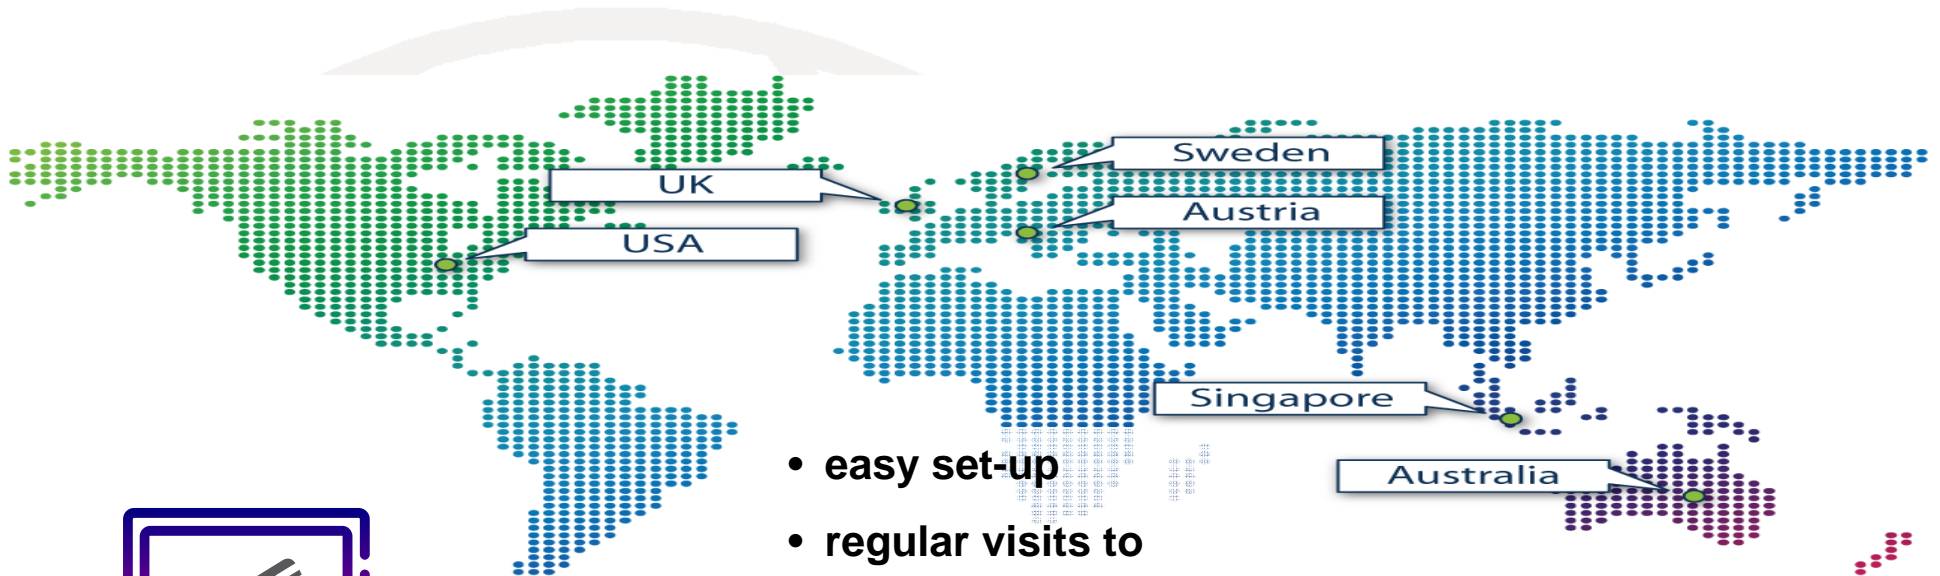 Sweden
UK
Austria
USA
Singapore
• easy set-up
Australia
• regular visits to